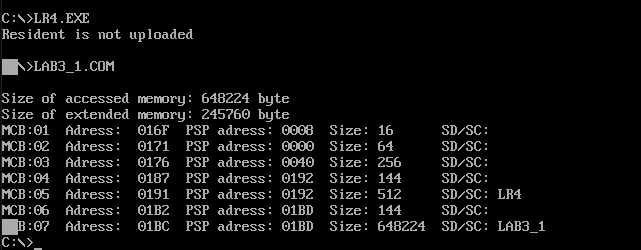 C:\>LR4.EXE
Resident is not uploaded
\>LAB3_1.COM
Size of accessed memory: 648224 byte
Size of extended memory: 245760 byte
MCB:01 Adress: 016F PSP adress: 0008 Size: 16 SD/SC:
MCB:02 Adress: 0171 PSP adress: 0000 Size: 64 SD/SC:
MCB:03 Adress: 0176 PSP adress: 0040 Size: 256 SD/SC:
MCB:04 Adress: 0187 PSP adress: 0192 Size: 144 SD/SC:
MCB:05 Adress: 0191 PSP adress: 0192 Size: 512 SD/SC: LR4
MCB:06 Adress: 01B2 PSP adress: 01BD Size: 144 SD/SC:
B:07 Adress: 01BC PSP adress: 01BD Size: 648224 SD/SC: LAB3_1
C:\>_